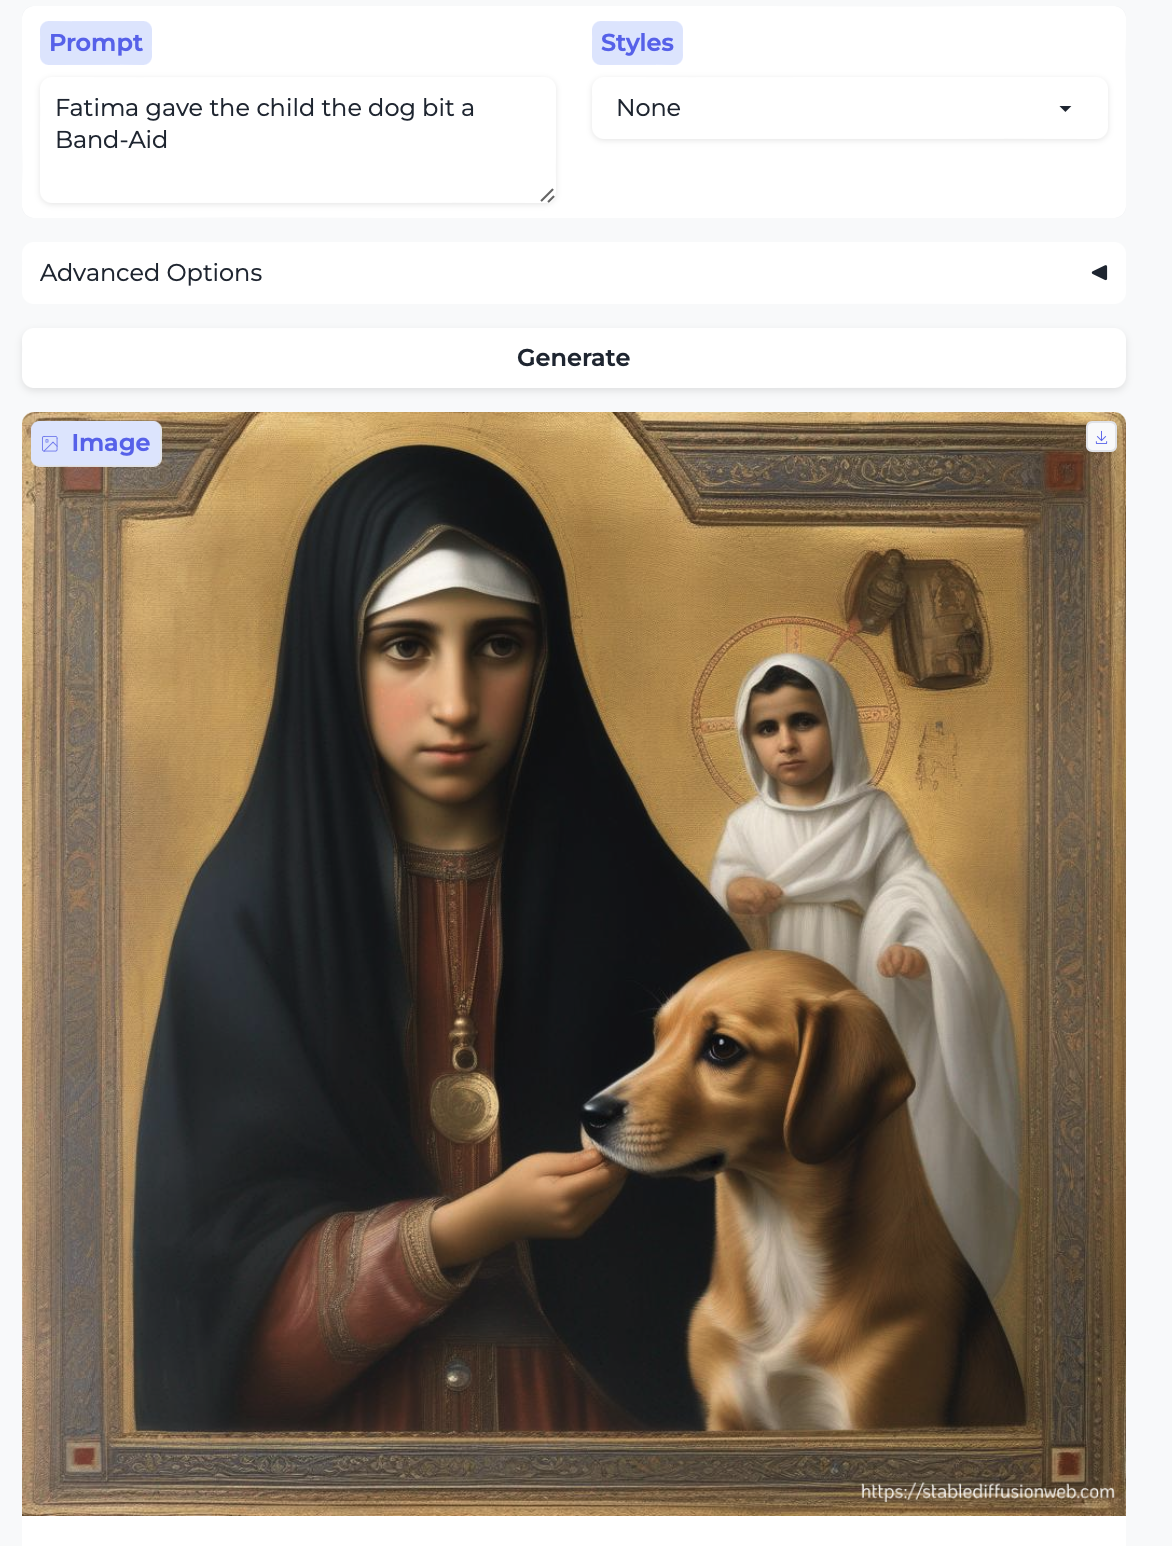 Prompt
Styles
Fatima gave the child the dog bit a
Band-Aid
None
Advanced Options
Generate
Image
https://stablediffusionweb.com